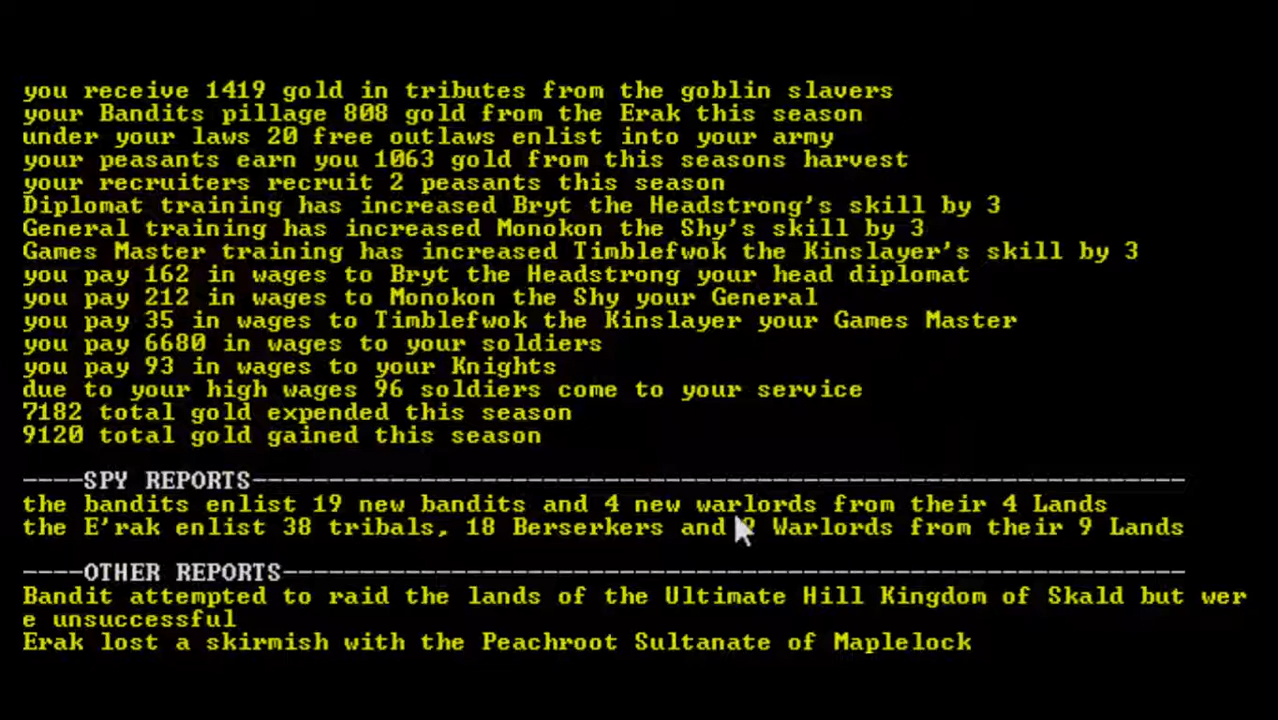 you receive 1419 gold in tributes from the goblin slavers
your Bandits pillage 808 gold from the Erak this season
under your laws 20 free outlaws enlist into your army
your peasants earn you 1063 gold from this seasons harvest
your recruiters recruit 2 peasants this season
Diplomat training has increased Bryt the Headstrong's skill by 3
General training has increased Monokon the Shy's skill by 3
Games Master training has increased Timblefwok the Kinslayer's skill by 3
you pay 162 in wages to Bryt the Headstrong your head diplomat
you pay 212 in wages to Monokon the Shy your General
you pay 35 in wages to Timblefwok the Kinslayer your Games Master
you pay 6680 in wages to your soldiers
you pay 93 in wages to your Knights
due to your high wages 96 soldiers come to your service
7182 total gold expended this season
9120 total gold gained this season
----SPY REPORTS-------------------------------------------------------------
the bandits enlist 19 new bandits and 4 new warlords from their 4 Lands
the E'rak enlist 38 tribals, 18 Berserkers and Warlords from their 9 Lands
----OTHER REPORTS-----------------------------------------------------------
Bandit attempted to raid the lands of the Ultimate Hill Kingdom of Skald but wer
e unsuccessful
Erak lost a skirmish with the Peachroot Sultanate of Maplelock